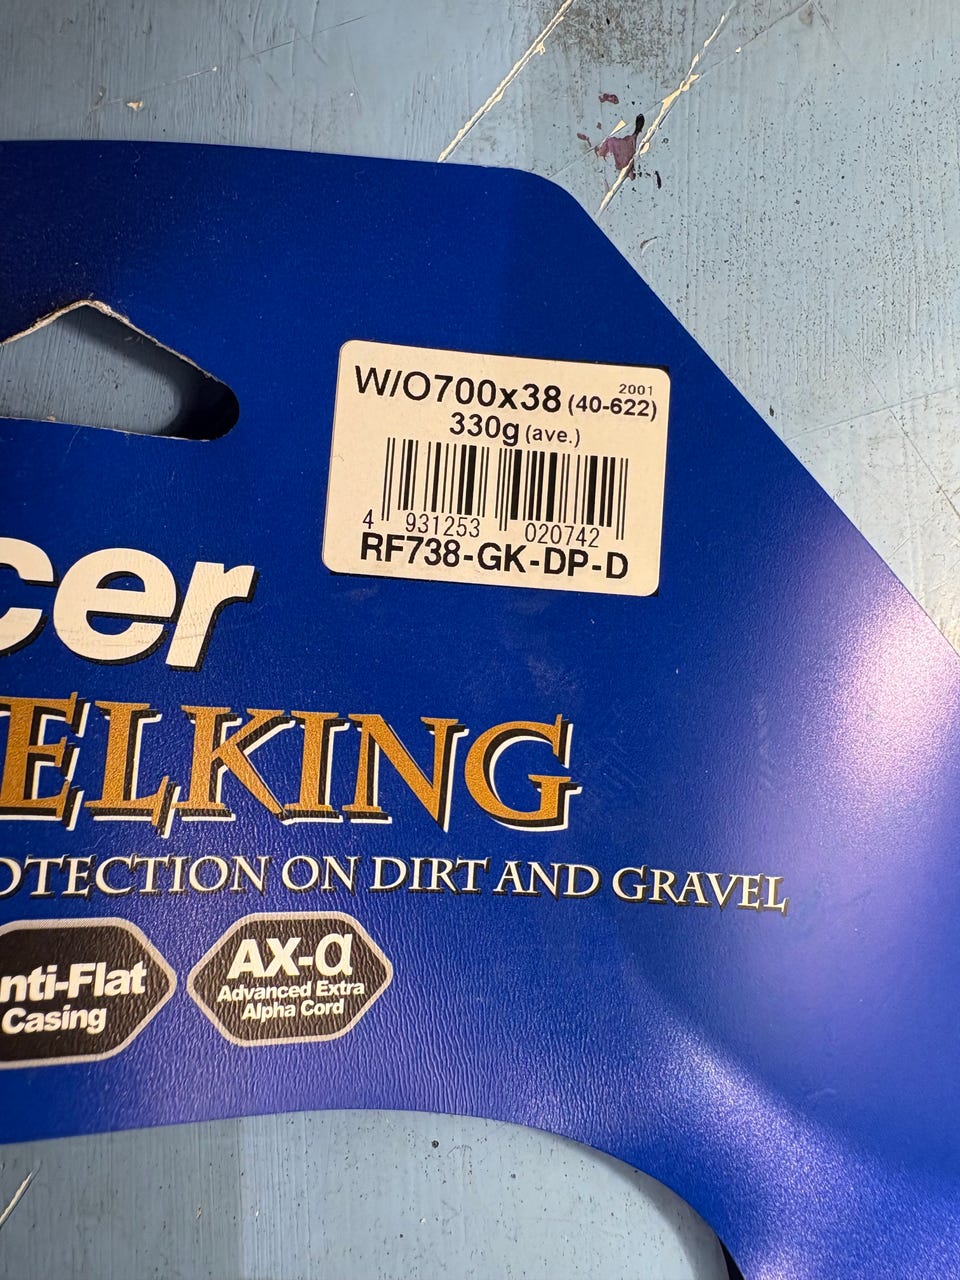 W/O700x38 (40-622)
2001
330g (ave.)
4 931253 020742
RF738-GK-DP-D
cer
ELKING
OTECTION ON DIRT AND GRAVEL
nti-Flat
Casing
AX-α
Advanced Extra
Alpha Cord